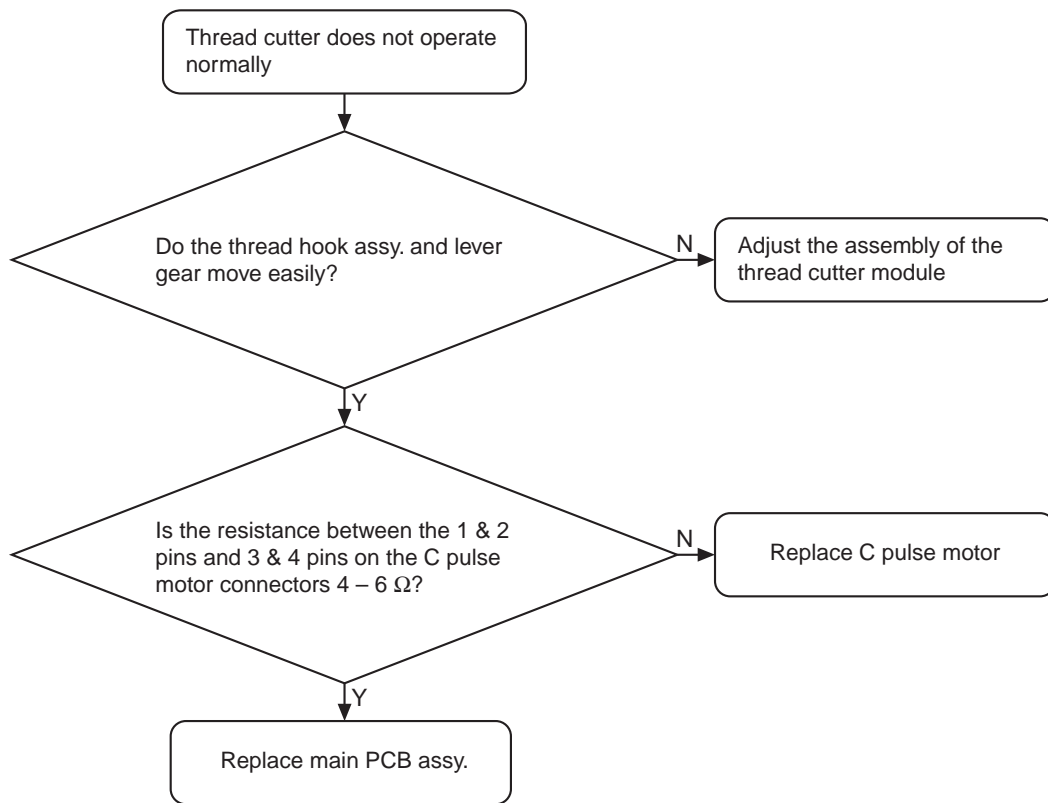 Thread cutter does not operate
normally
Do the thread hook assy. and lever
gear move easily?
N
Adjust the assembly of the
thread cutter module
Y
Is the resistance between the 1 & 2
pins and 3 & 4 pins on the C pulse
motor connectors 4 – 6 Ω?
N
Replace C pulse motor
Y
Replace main PCB assy.